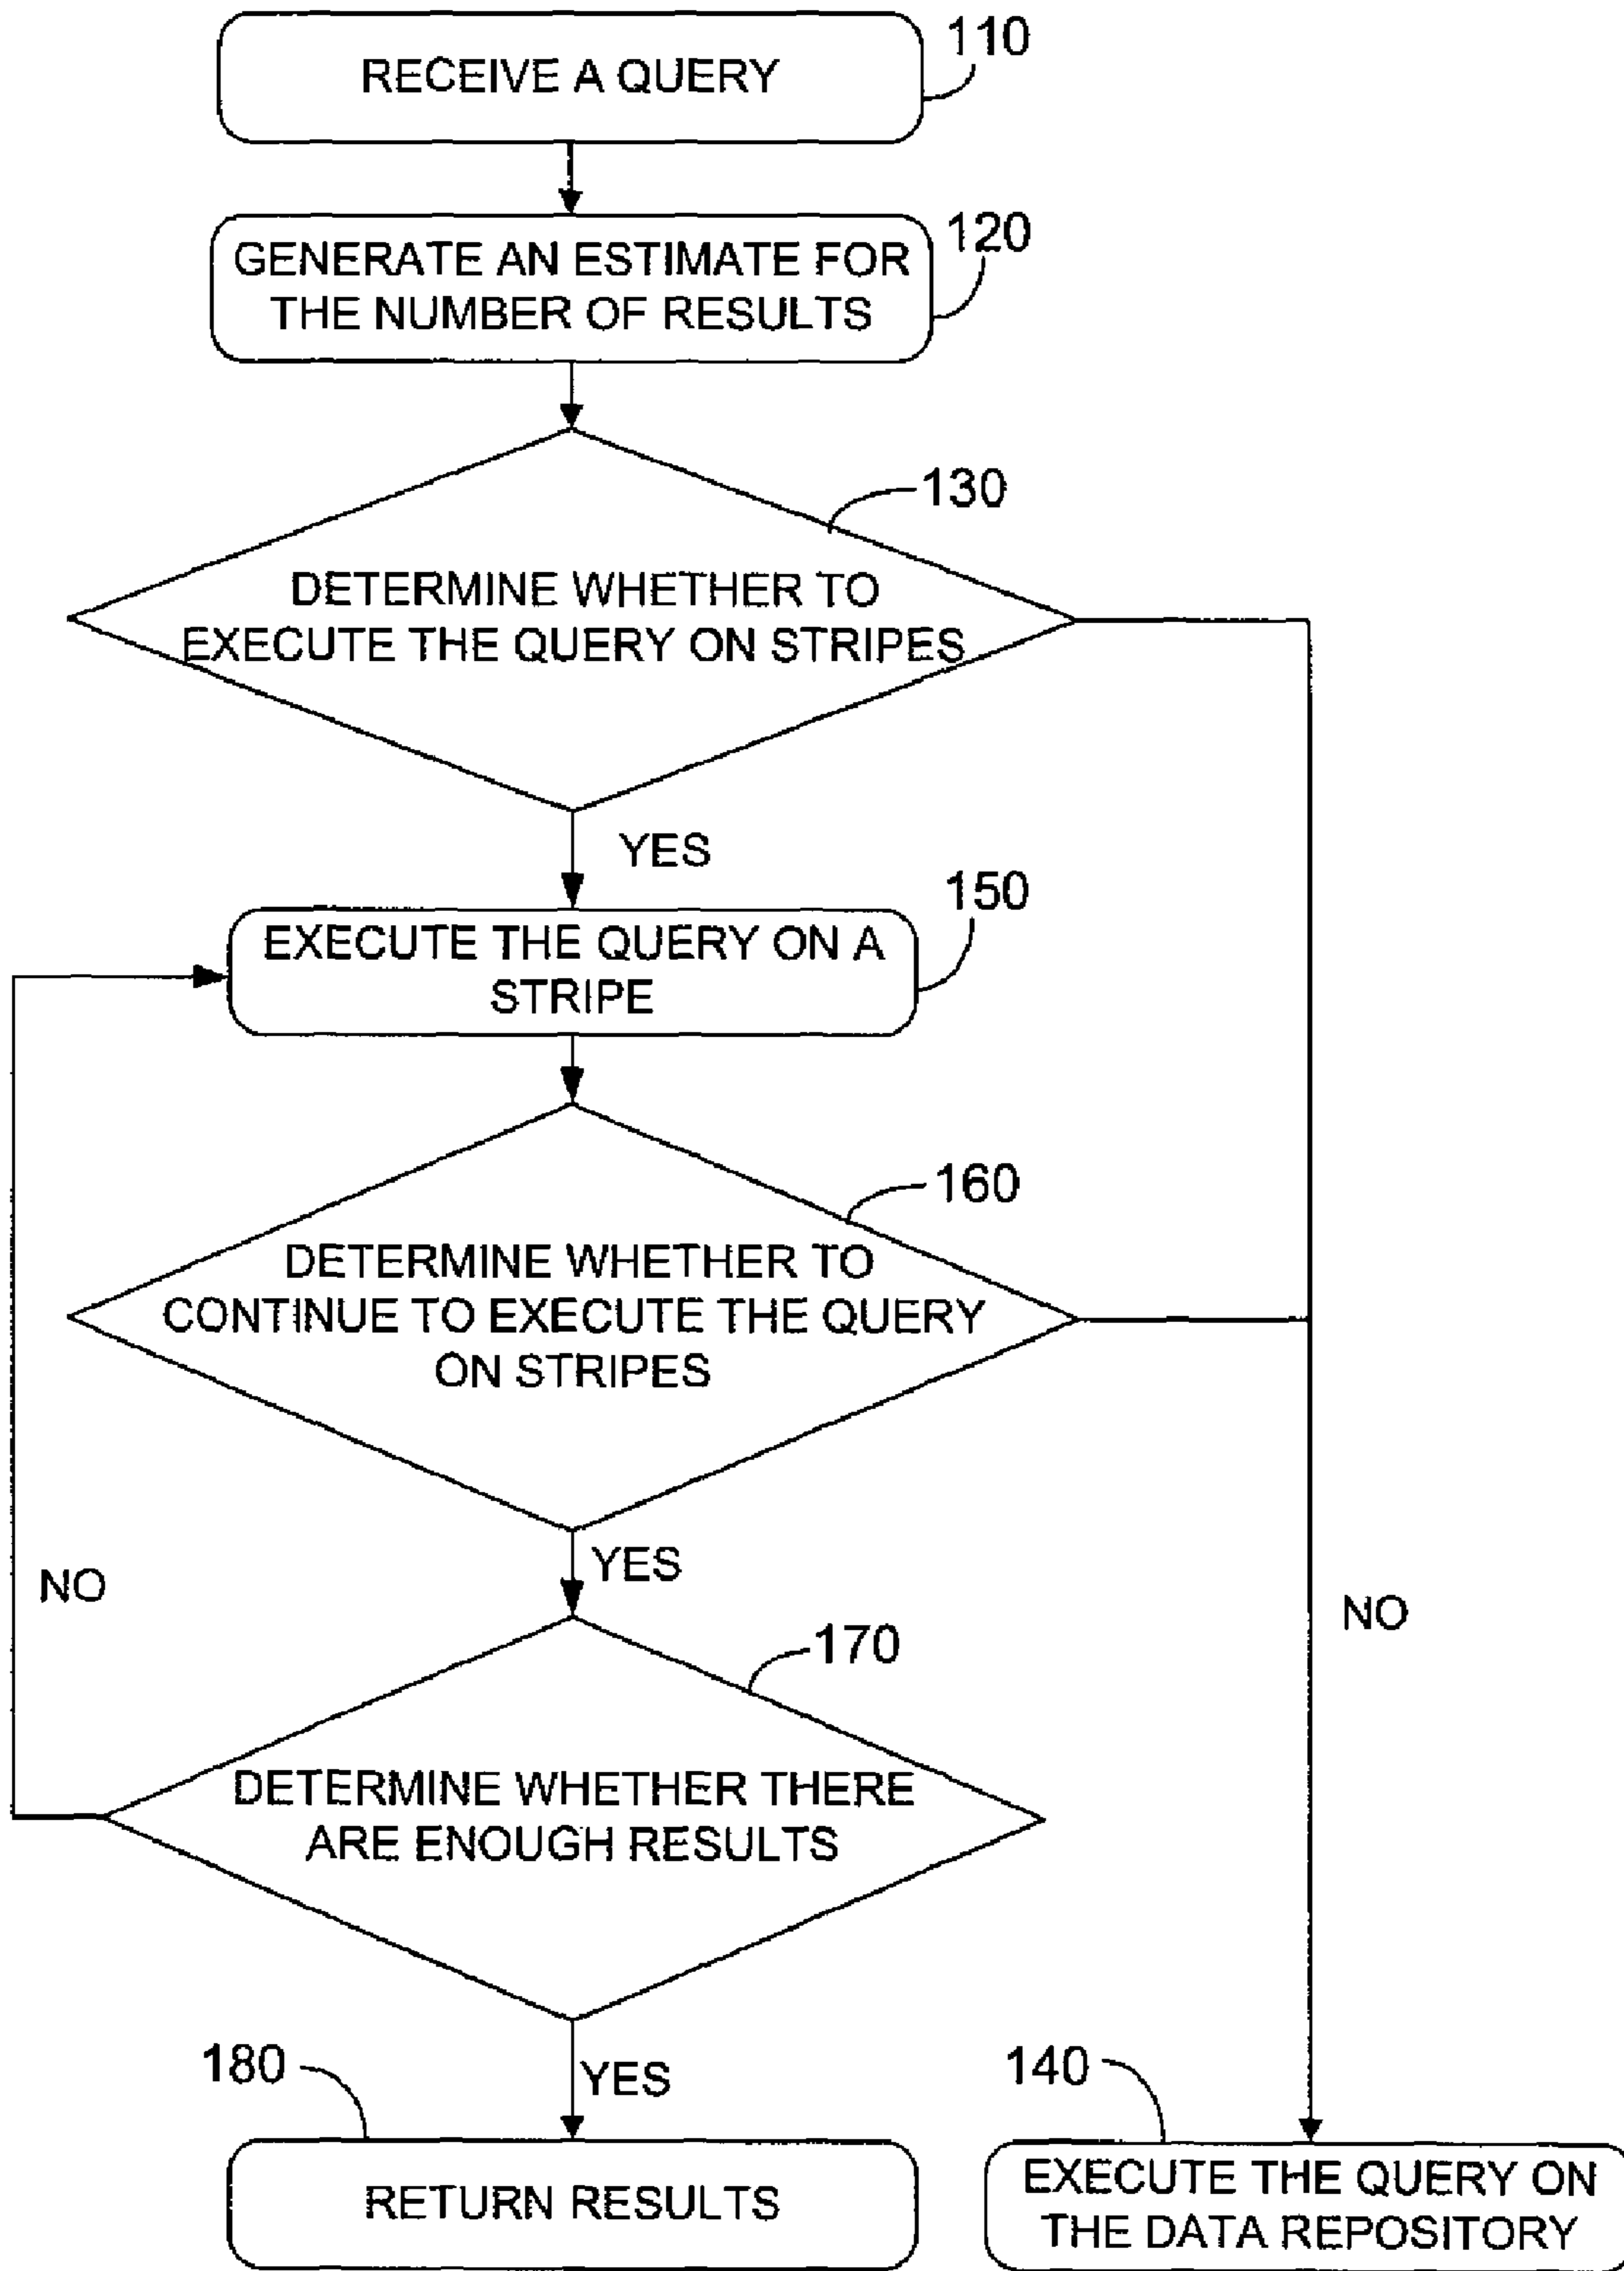 RECEIVE A QUERY
110
GENERATE AN ESTIMATE FOR
THE NUMBER OF RESULTS
120
130
DETERMINE WHETHER TO
EXECUTE THE QUERY ON STRIPES
YES
150
EXECUTE THE QUERY ON A
STRIPE
160
DETERMINE WHETHER TO
CONTINUE TO EXECUTE THE QUERY
ON STRIPES
YES
NO
NO
170
DETERMINE WHETHER THERE
ARE ENOUGH RESULTS
YES
180
RETURN RESULTS
140
EXECUTE THE QUERY ON
THE DATA REPOSITORY